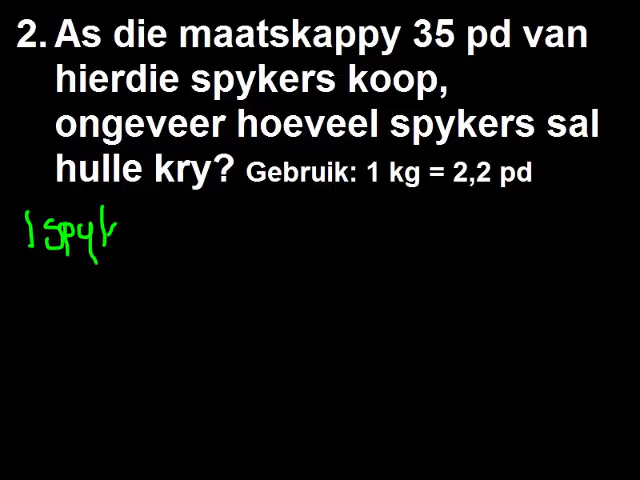 2. As die maatskappy 35 pd van
hierdie spykers koop,
ongeveer hoeveel spykers sal
hulle kry? Gebruik: 1 kg = 2,2 pd
1 spyk